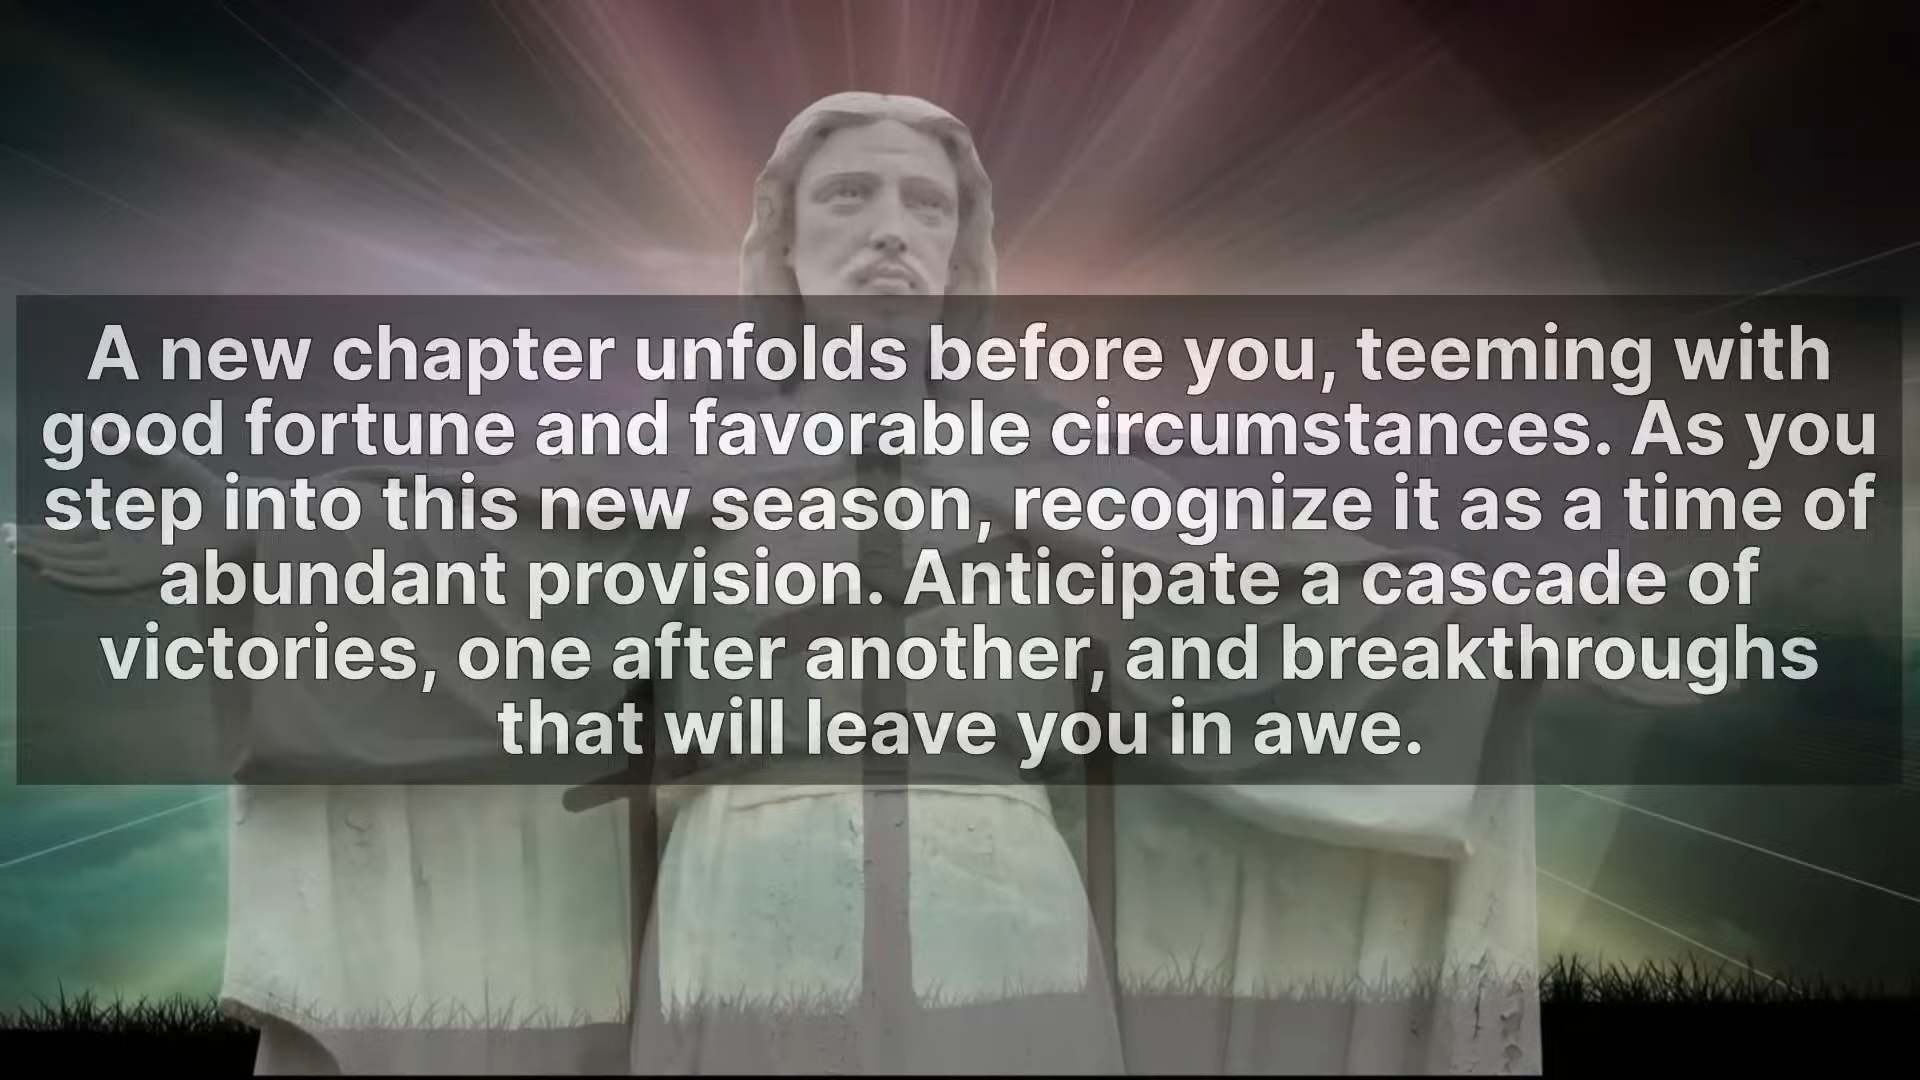 A new chapter unfolds before you, teeming with
good fortune and favorable circumstances. As you
step into this new season, recognize it as a time of
abundant provision. Anticipate a cascade of
victories, one after another, and breakthroughs
that will leave you in awe.